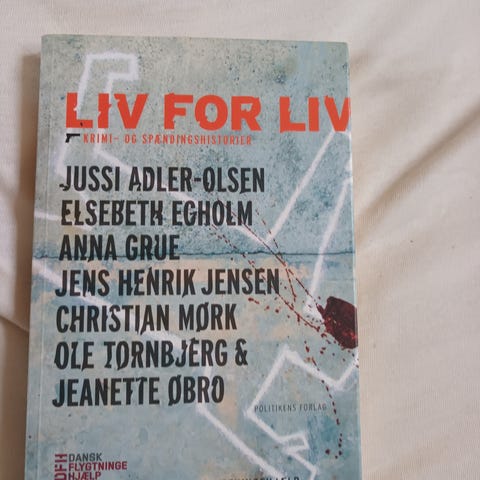 LIV FOR LIV
KRIMI- OG SPÆNDINGSHISTORIER
JUSSI ADLER-OLSEN
ELSEBETH EGHOLM
ANNA GRUE
JENS HENRIK JENSEN
CHRISTIAN MØRK
OLE TORNBJERG &
JEANETTE ØBRO
POLITIKENS FORLAG
DFH
DANSK
FLYGTNINGE
HJÆLP